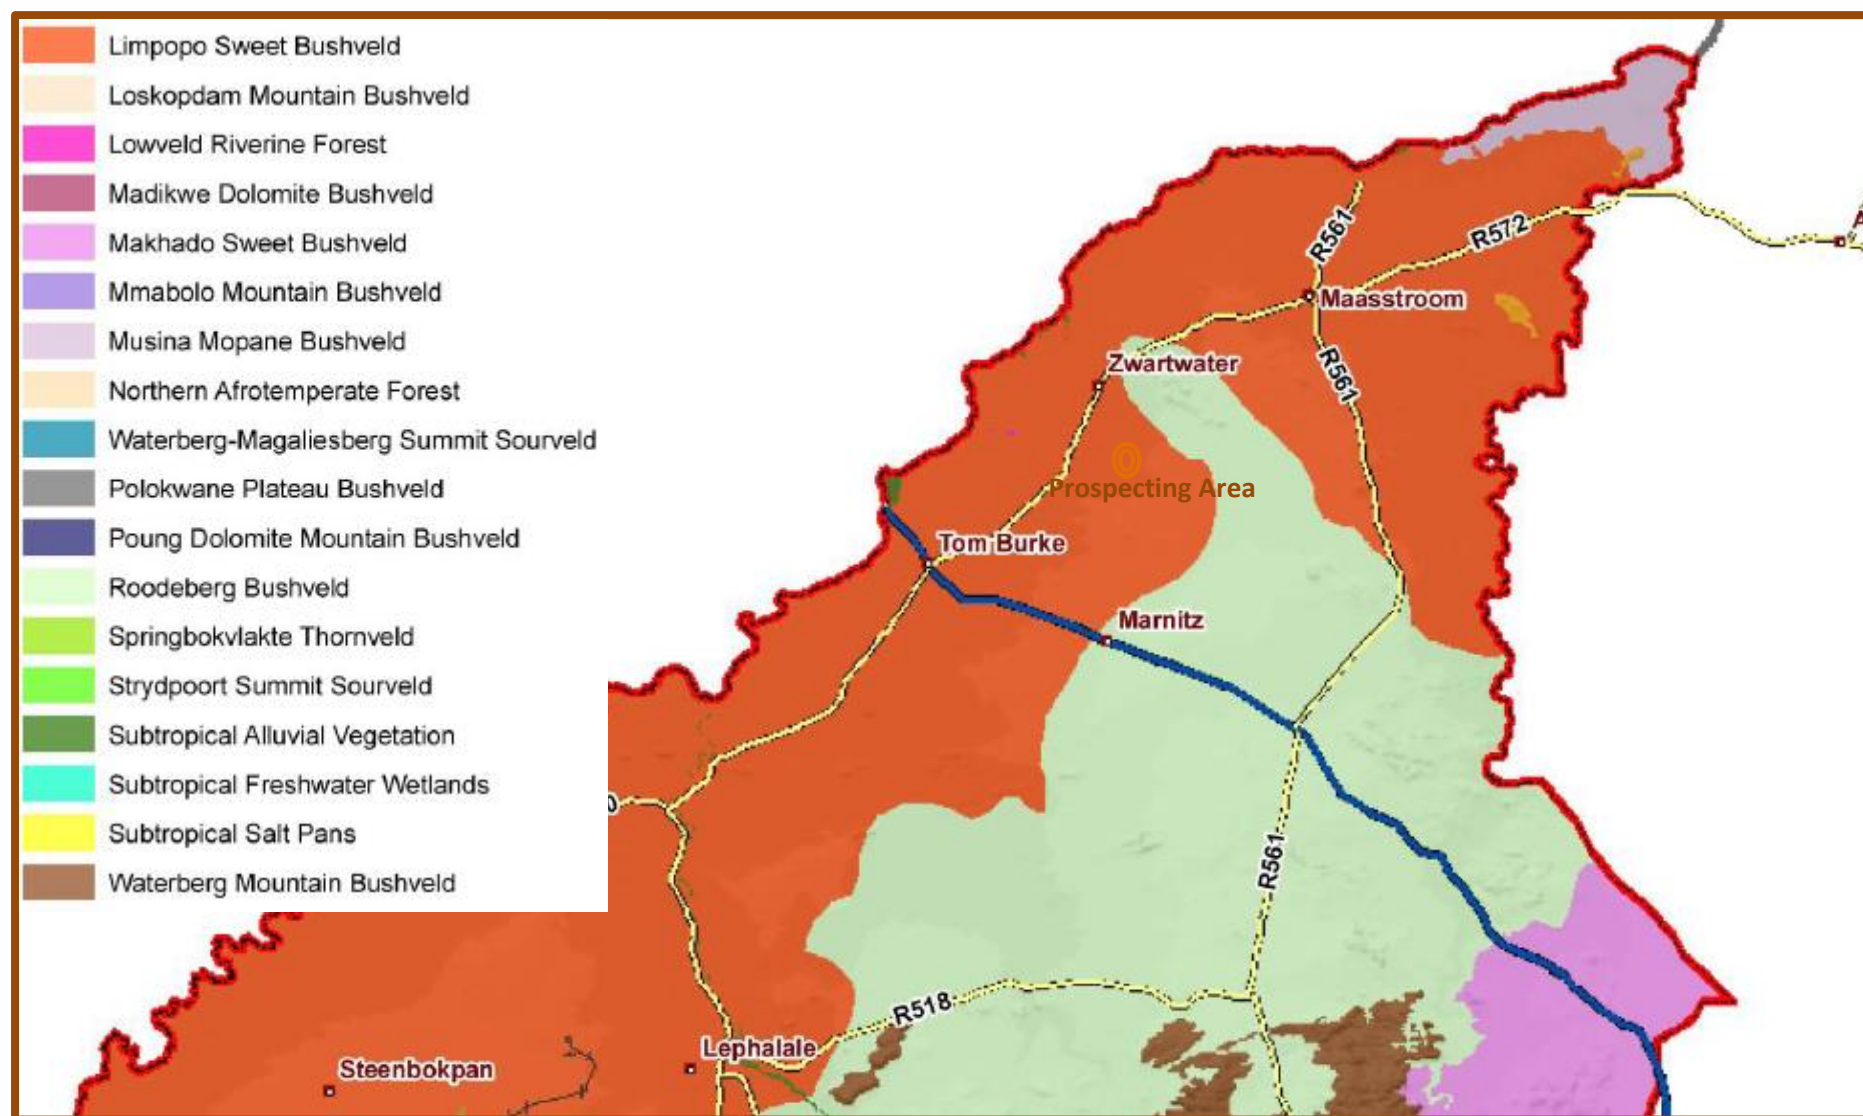 Limpopo Sweet Bushveld
Loskopdam Mountain Bushveld
Lowveld Riverine Forest
Madikwe Dolomite Bushveld
Makhado Sweet Bushveld
Mmabolo Mountain Bushveld
Musina Mopane Bushveld
Northern Afrotemperate Forest
Waterberg-Magaliesberg Summit Sourveld
Polokwane Plateau Bushveld
Poung Dolomite Mountain Bushveld
Roodeberg Bushveld
Springbokvlakte Thornveld
Strydpoort Summit Sourveld
Subtropical Alluvial Vegetation
Subtropical Freshwater Wetlands
Subtropical Salt Pans
Waterberg Mountain Bushveld
R561
R572
Maasstroom
Zwartwater
R561
Prospecting Area
Tom Burke
Marnitz
R561
R518
Lephalale
Steenbokpan